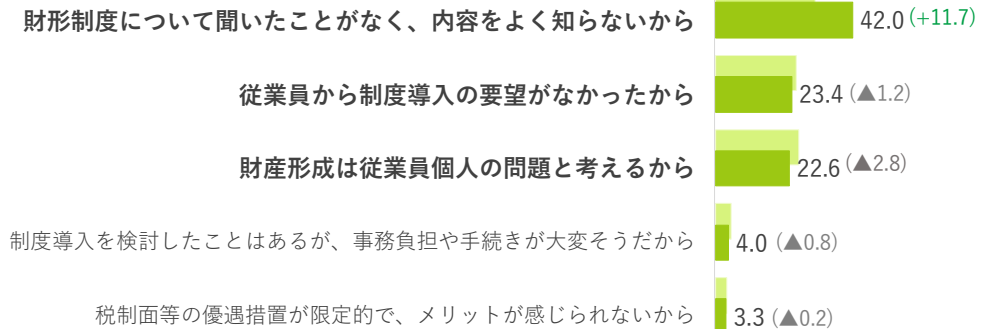 財形制度について聞いたことがなく、内容をよく知らないから 42.0 (+11.7)
従業員から制度導入の要望がなかったから 23.4 (▲1.2)
財産形成は従業員個人の問題と考えるから 22.6 (▲2.8)
制度導入を検討したことはあるが、事務負担や手続きが大変そうだから 4.0 (▲0.8)
税制面等の優遇措置が限定的で、メリットが感じられないから 3.3 (▲0.2)